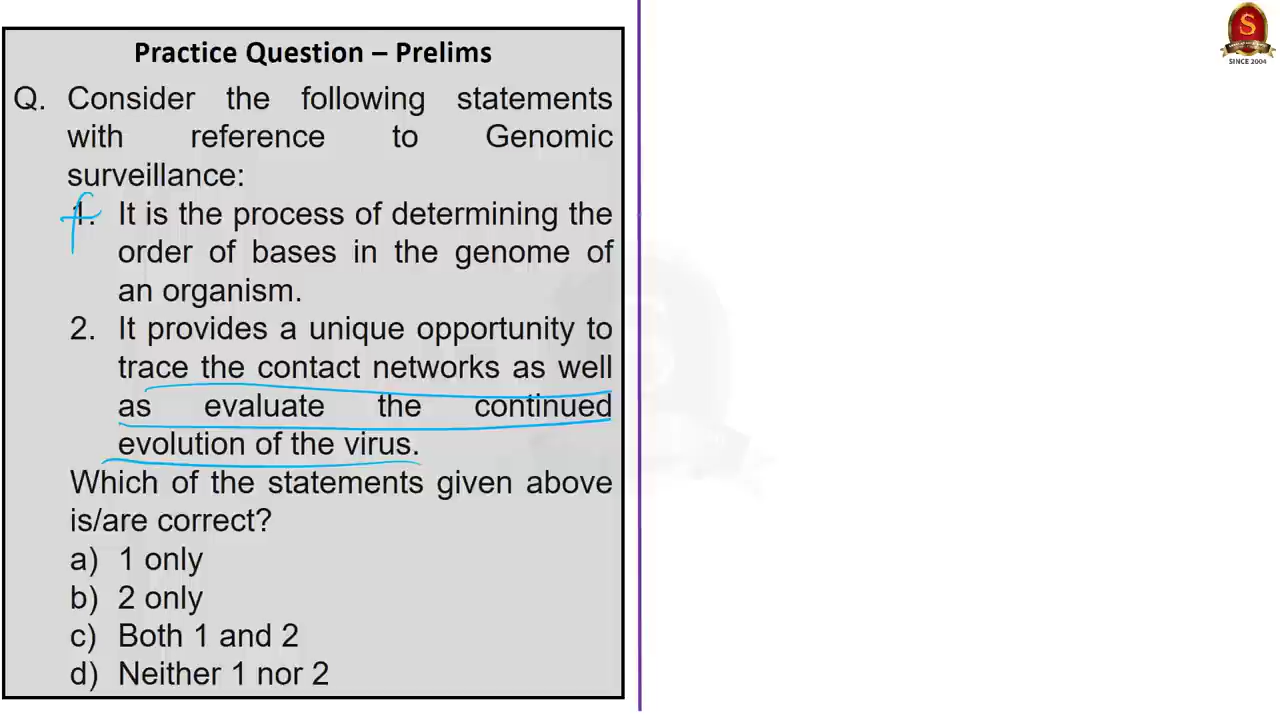 Practice Question – Prelims
Q. Consider the following statements
with reference to Genomic
surveillance:
1. It is the process of determining the
order of bases in the genome of
an organism.
2. It provides a unique opportunity to
trace the contact networks as well
as evaluate the continued
evolution of the virus.
Which of the statements given above
is/are correct?
a) 1 only
b) 2 only
c) Both 1 and 2
d) Neither 1 nor 2
S
SINCE 2004